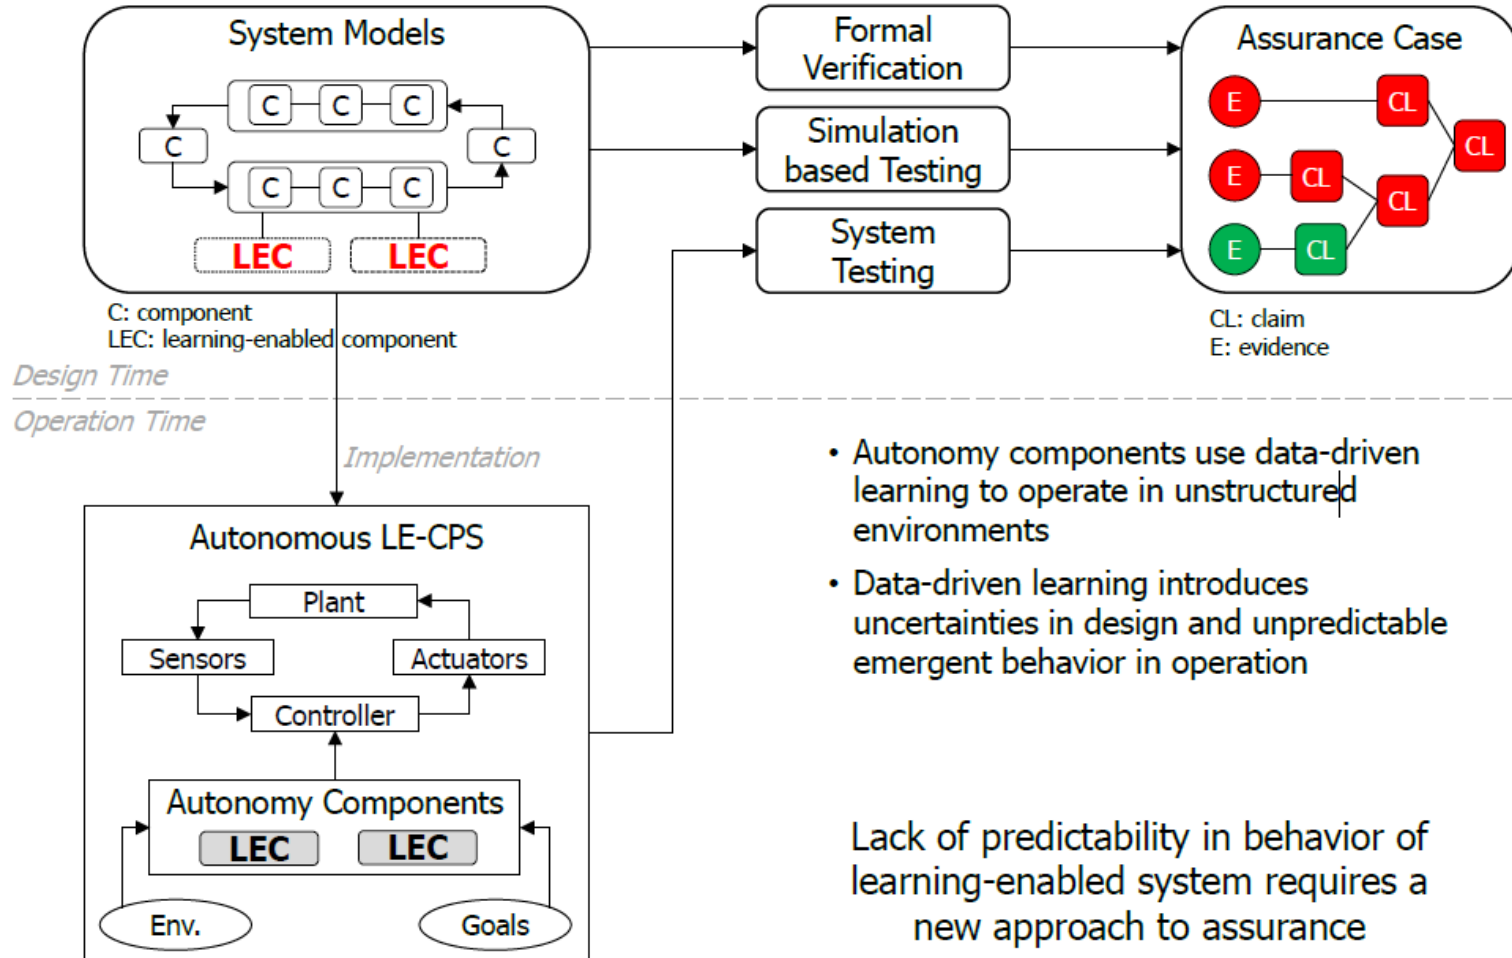 System Models
C C C
C C
C C C
LEC LEC
C: component
LEC: learning-enabled component
Formal
Verification
Simulation
based Testing
System
Testing
Assurance Case
E CL
CL
E CL
CL
E CL
CL: claim
E: evidence
Design Time
Operation Time
Implementation
Autonomous LE-CPS
Plant
Sensors Actuators
Controller
Autonomy Components
LEC LEC
Env. Goals
• Autonomy components use data-driven
learning to operate in unstructured
environments
• Data-driven learning introduces
uncertainties in design and unpredictable
emergent behavior in operation
Lack of predictability in behavior of
learning-enabled system requires a
new approach to assurance